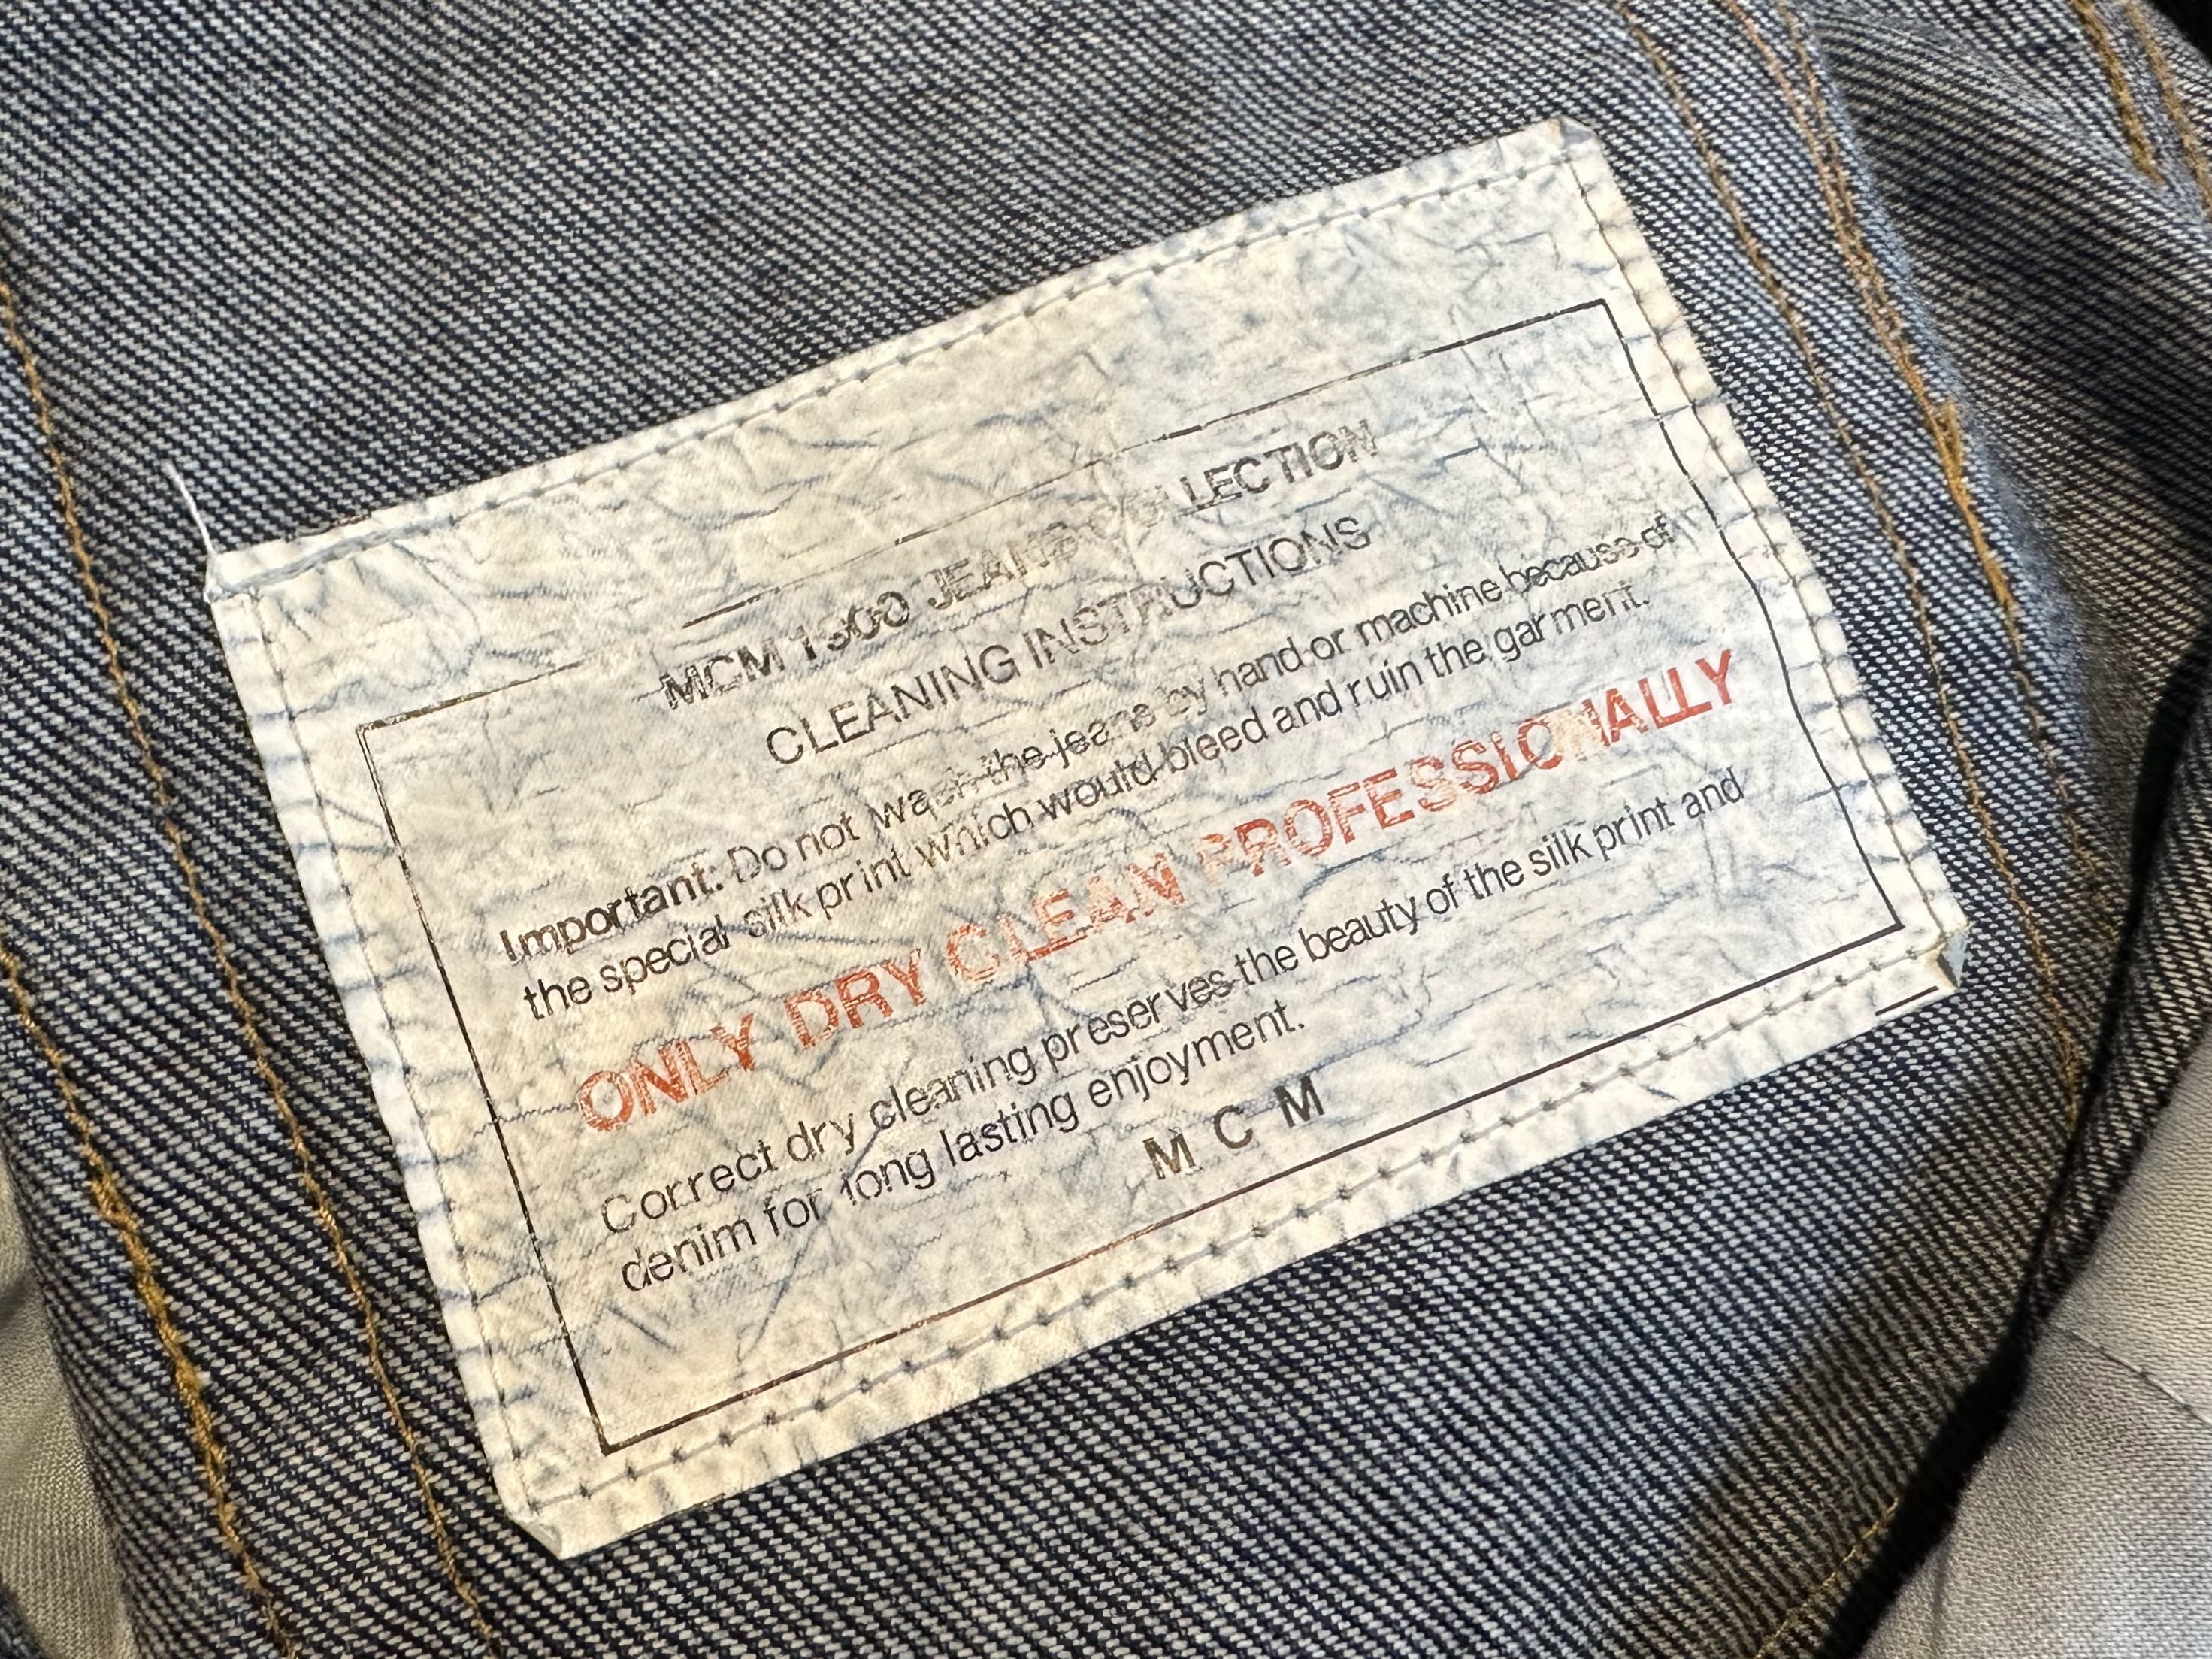 MCM 1900 JEANS COLLECTION
CLEANING INSTRUCTIONS
Important: Do not wash the jeans by hand or machine because of
the special silk print which would bleed and ruin the garment.
ONLY DRY CLEAN PROFESSIONALLY
Correct dry cleaning preserves the beauty of the silk print and
denim for long lasting enjoyment.
M C M